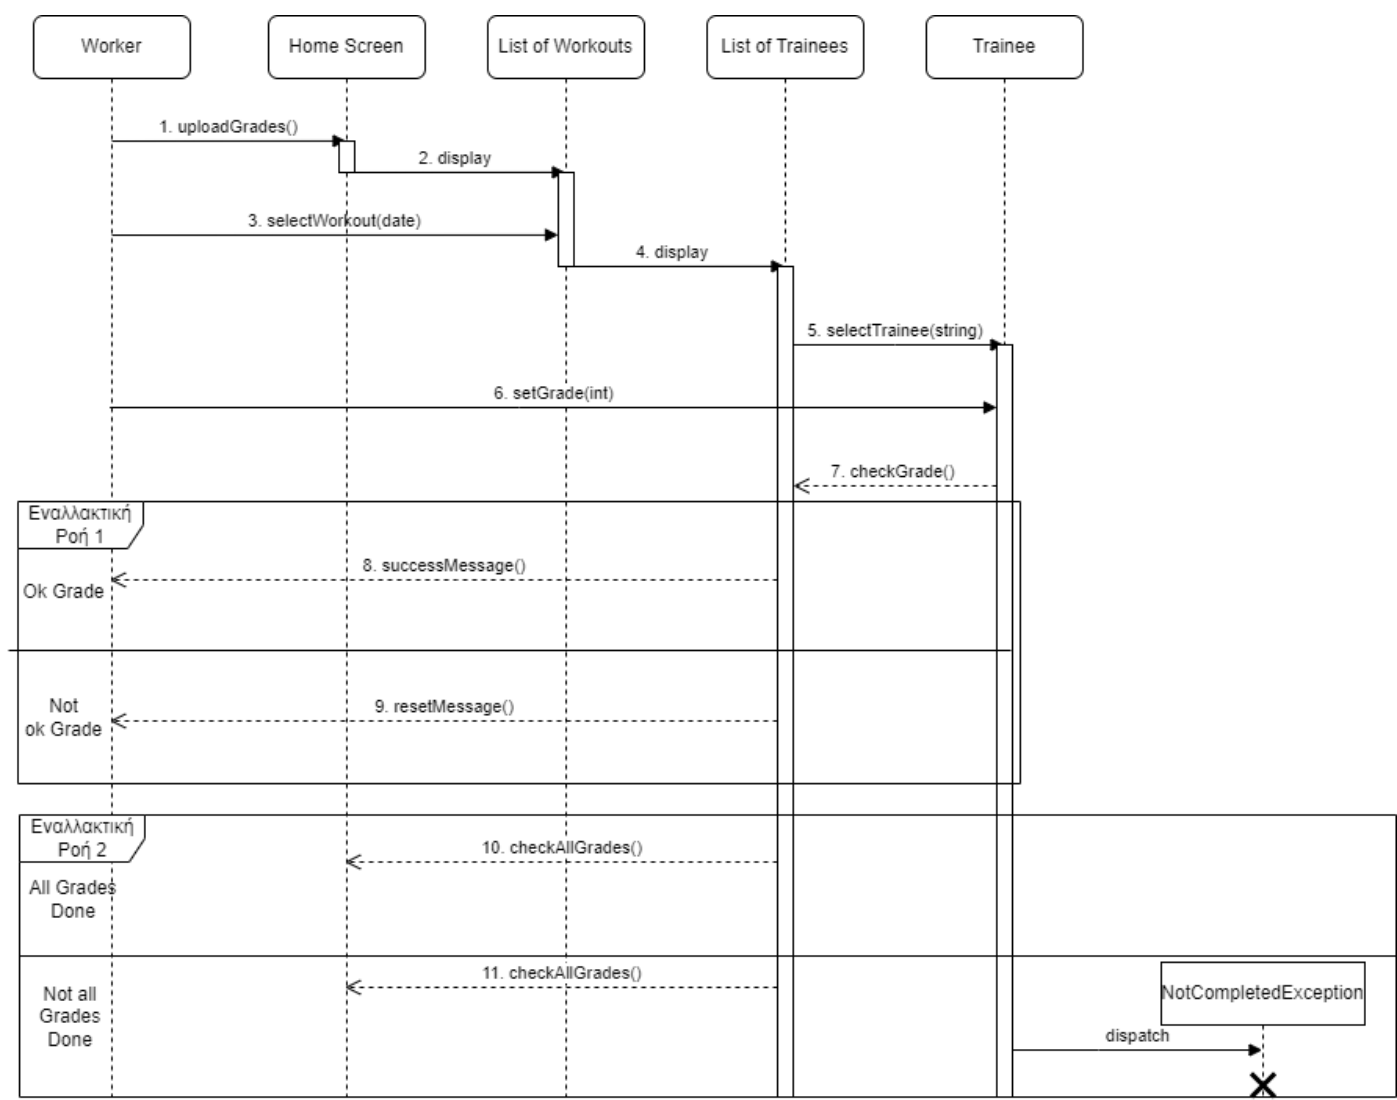 Worker
Home Screen
List of Workouts
List of Trainees
Trainee
1. uploadGrades()
2. display
3. selectWorkout(date)
4. display
5. selectTrainee(string)
6. setGrade(int)
7. checkGrade()
Εναλλακτική
Ροή 1
8. successMessage()
Ok Grade
Not
ok Grade
9. resetMessage()
Εναλλακτική
Ροή 2
10. checkAllGrades()
All Grades
Done
11. checkAllGrades()
Not all
Grades
Done
NotCompletedException
dispatch